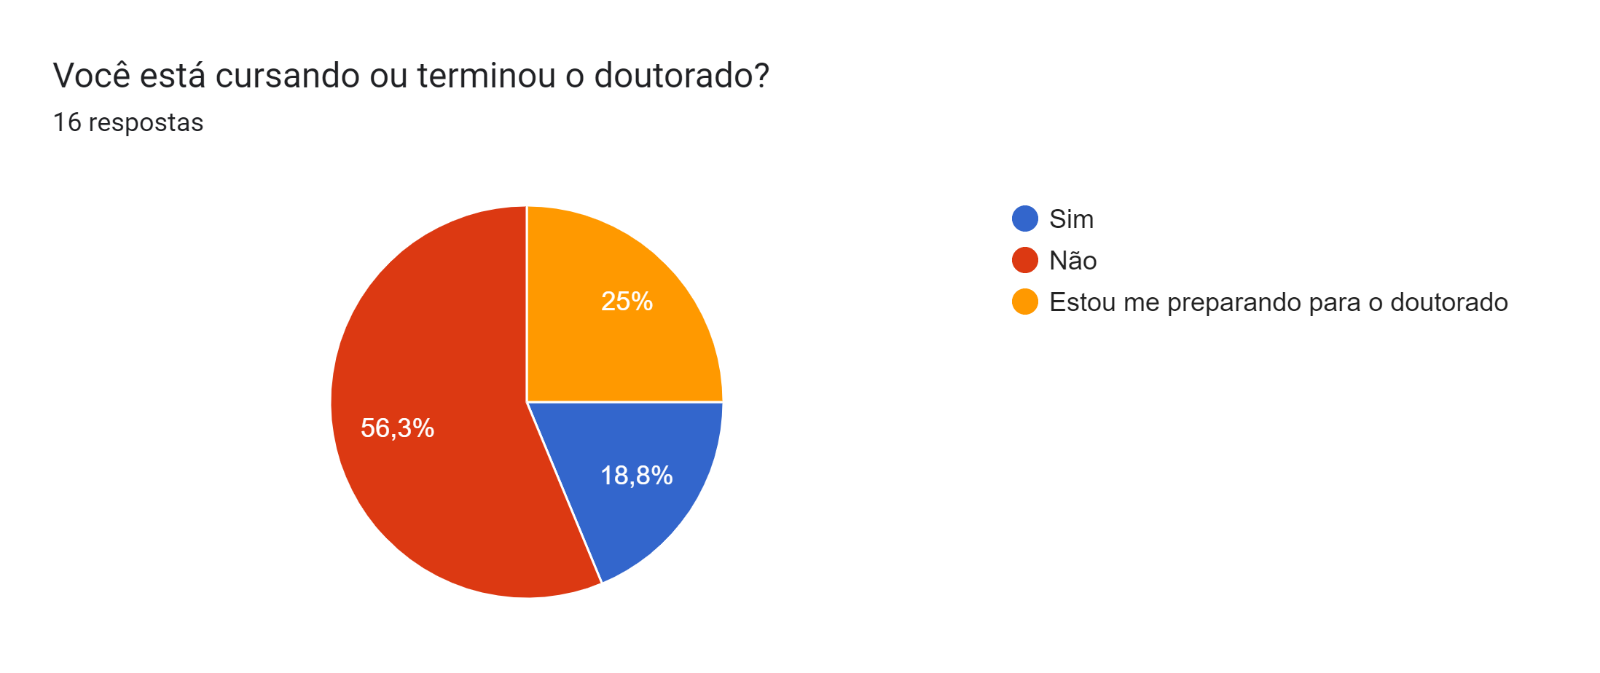 Você está cursando ou terminou o doutorado?
16 respostas
Sim
Não
Estou me preparando para o doutorado
25%
56,3%
18,8%